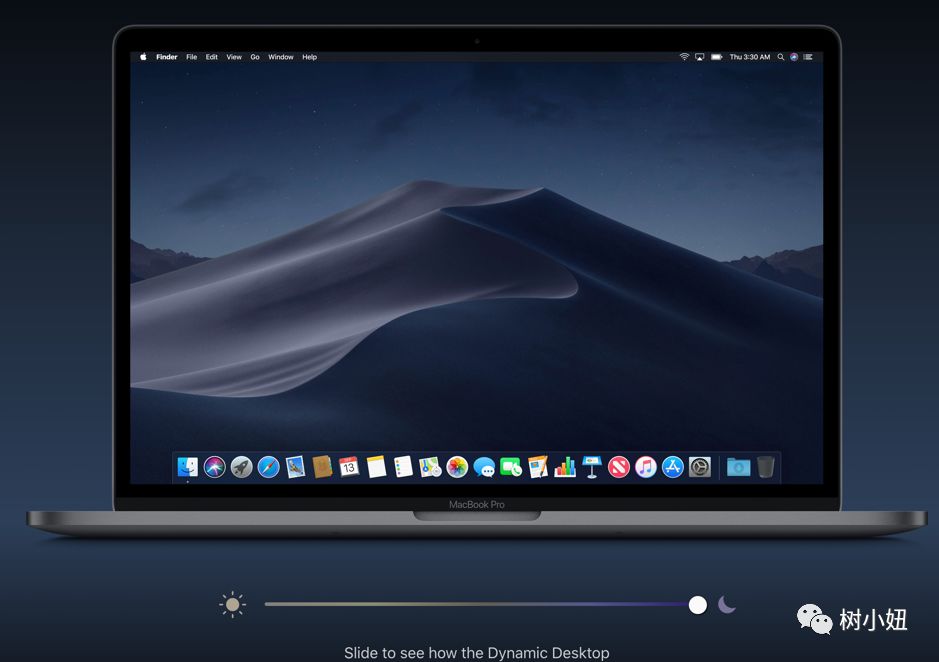 Finder File Edit View Go Window Help Thu 3:30 AM
13
MacBook Pro
树小妞
Slide to see how the Dynamic Desktop